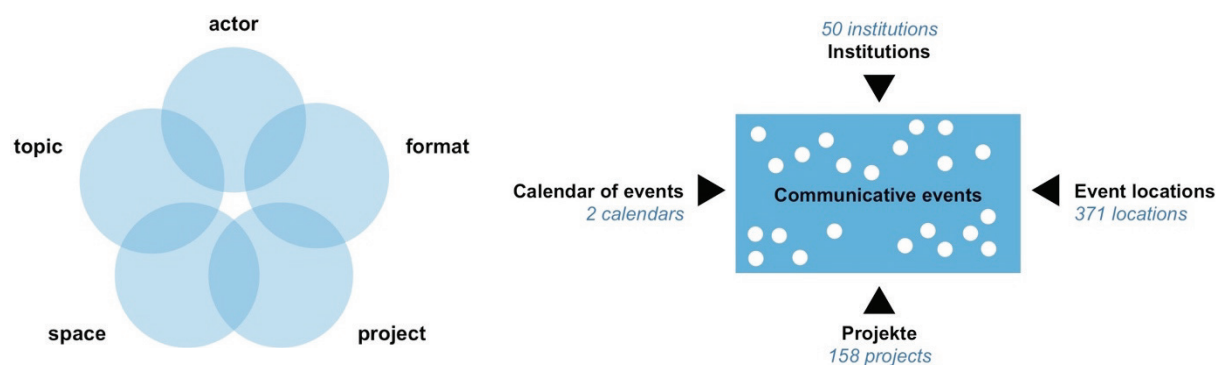 actor
topic
format
space
project
50 institutions
Institutions
Calendar of events
2 calendars
Communicative events
Event locations
371 locations
Projekte
158 projects